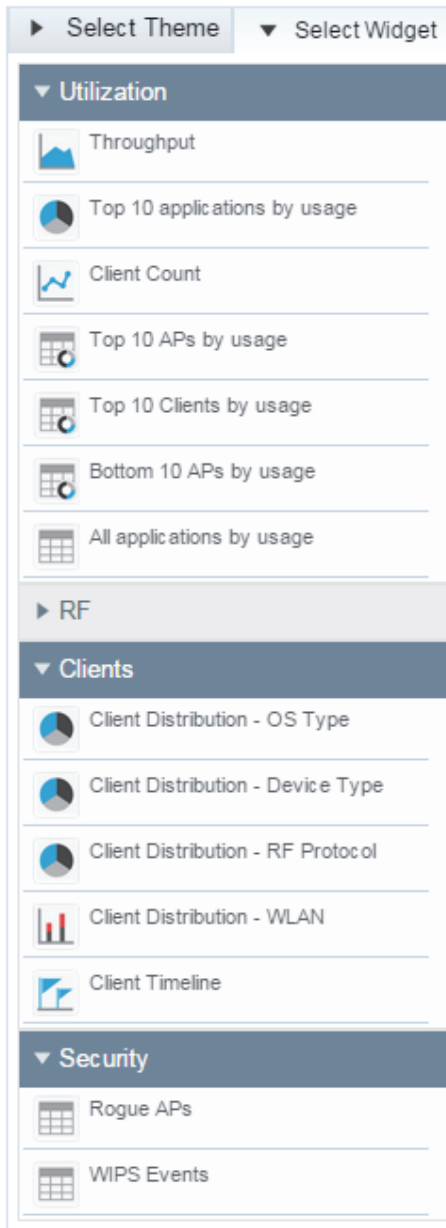 Select Theme Select Widget
Utilization
Throughput
Top 10 applications by usage
Client Count
Top 10 APs by usage
Top 10 Clients by usage
Bottom 10 APs by usage
All applications by usage
RF
Clients
Client Distribution - OS Type
Client Distribution - Device Type
Client Distribution - RF Protocol
Client Distribution - WLAN
Client Timeline
Security
Rogue APs
WIPS Events